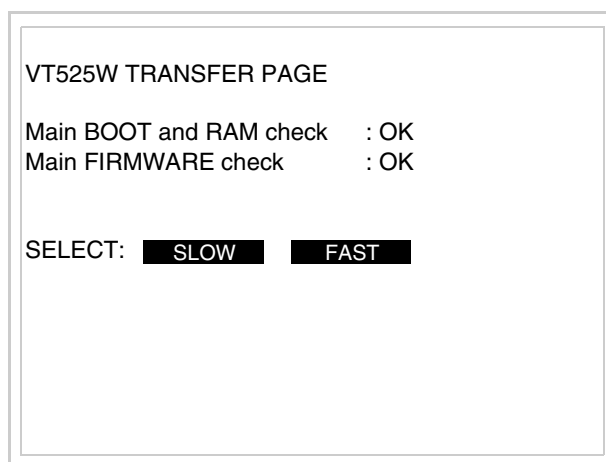 VT525W TRANSFER PAGE
Main BOOT and RAM check : OK
Main FIRMWARE check : OK
SELECT: SLOW FAST